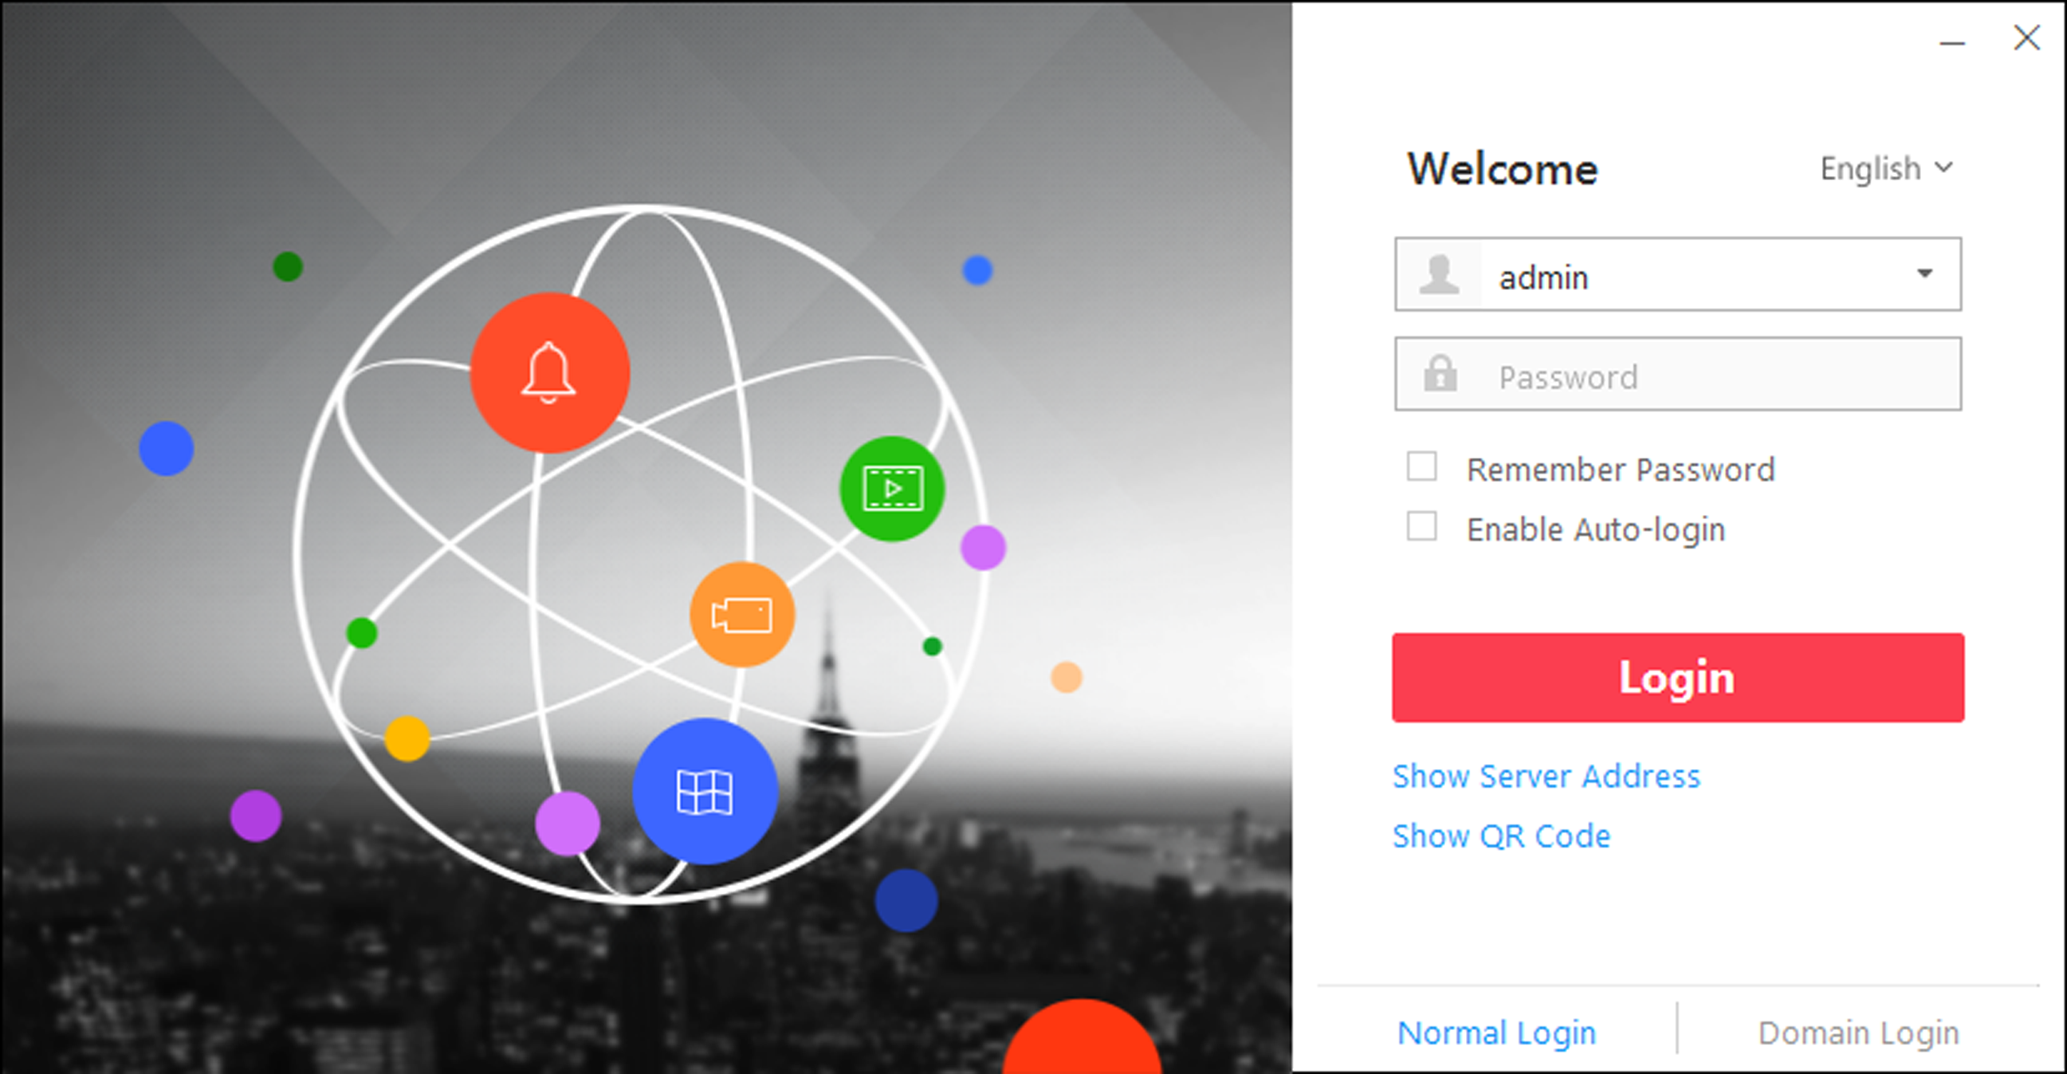 Welcome
English
admin
Password
Remember Password
Enable Auto-login
Login
Show Server Address
Show QR Code
Normal Login
Domain Login